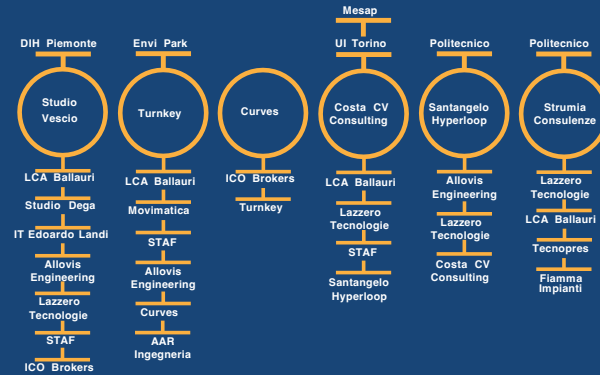 DIH Piemonte
Studio
Vescio
LCA Ballauri
Studio Dega
IT Edoardo Landi
Allovis
Engineering
Lazzero
Tecnologie
STAF
ICO Brokers
Envi Park
Turnkey
LCA Ballauri
Movimatica
STAF
Allovis
Engineering
Curves
AAR
Ingegneria
Curves
ICO Brokers
Turnkey
Mesap
UI Torino
Costa CV
Consulting
LCA Ballauri
Lazzero
Tecnologie
STAF
Santangelo
Hyperloop
Politecnico
Santangelo
Hyperloop
Allovis
Engineering
Lazzero
Tecnologie
Costa CV
Consulting
Politecnico
Strumia
Consulenze
Lazzero
Tecnologie
LCA Ballauri
Tecnopres
Fiamma
Impianti